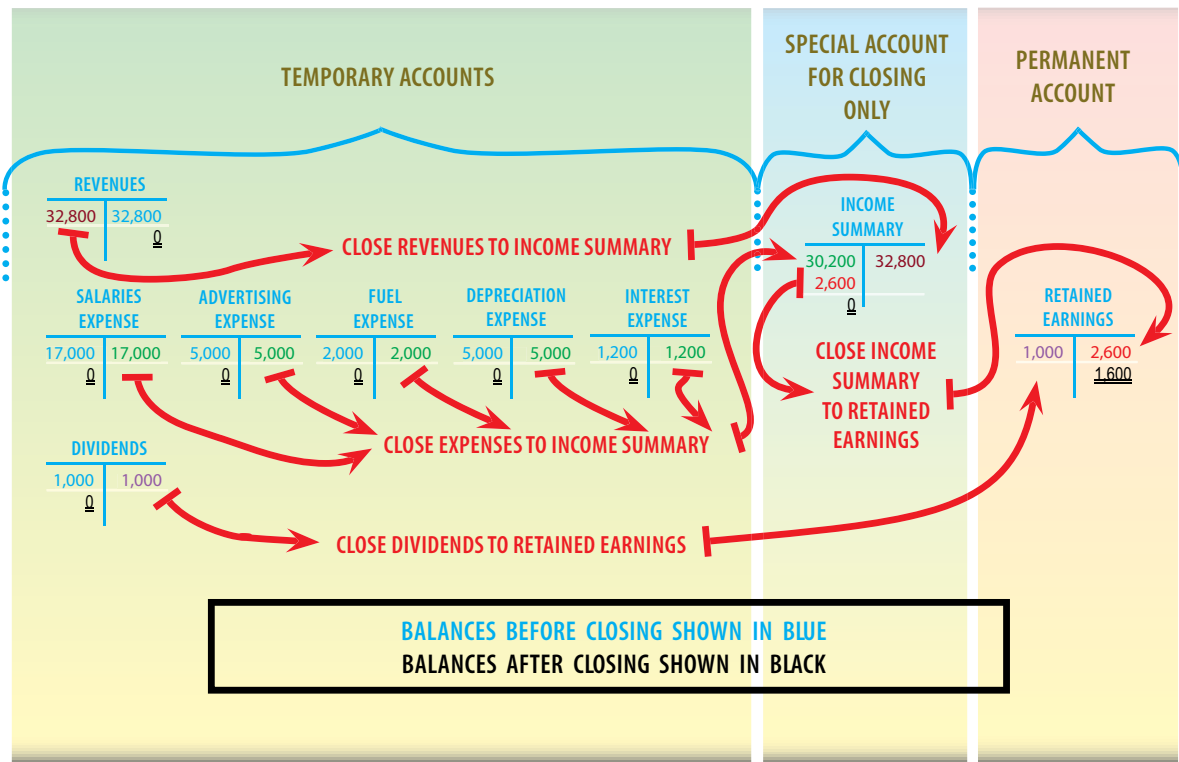 TEMPORARY ACCOUNTS
SPECIAL ACCOUNT
FOR CLOSING
ONLY
PERMANENT
ACCOUNT
REVENUES
32,800 32,800
0
CLOSE REVENUES TO INCOME SUMMARY
INCOME
SUMMARY
30,200 32,800
2,600
0
SALARIES
EXPENSE
17,000 17,000
0
ADVERTISING
EXPENSE
5,000 5,000
0
FUEL
EXPENSE
2,000 2,000
0
DEPRECIATION
EXPENSE
5,000 5,000
0
INTEREST
EXPENSE
1,200 1,200
0
CLOSE INCOME
SUMMARY
TO RETAINED
EARNINGS
RETAINED
EARNINGS
1,000 2,600
1,600
CLOSE EXPENSES TO INCOME SUMMARY
DIVIDENDS
1,000 1,000
0
CLOSE DIVIDENDS TO RETAINED EARNINGS
BALANCES BEFORE CLOSING SHOWN IN BLUE
BALANCES AFTER CLOSING SHOWN IN BLACK